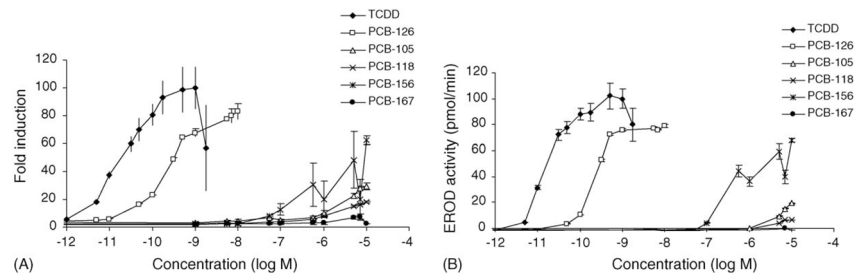 TCDD
PCB-126
PCB-105
PCB-118
PCB-156
PCB-167
Fold induction
120
100
80
60
40
20
0
-12 -11 -10 -9 -8 -7 -6 -5 -4
(A) Concentration (log M)
TCDD
PCB-126
PCB-105
PCB-118
PCB-156
PCB-167
EROD activity (pmol/min)
120
100
80
60
40
20
0
-12 -11 -10 -9 -8 -7 -6 -5 -4
(B) Concentration (log M)